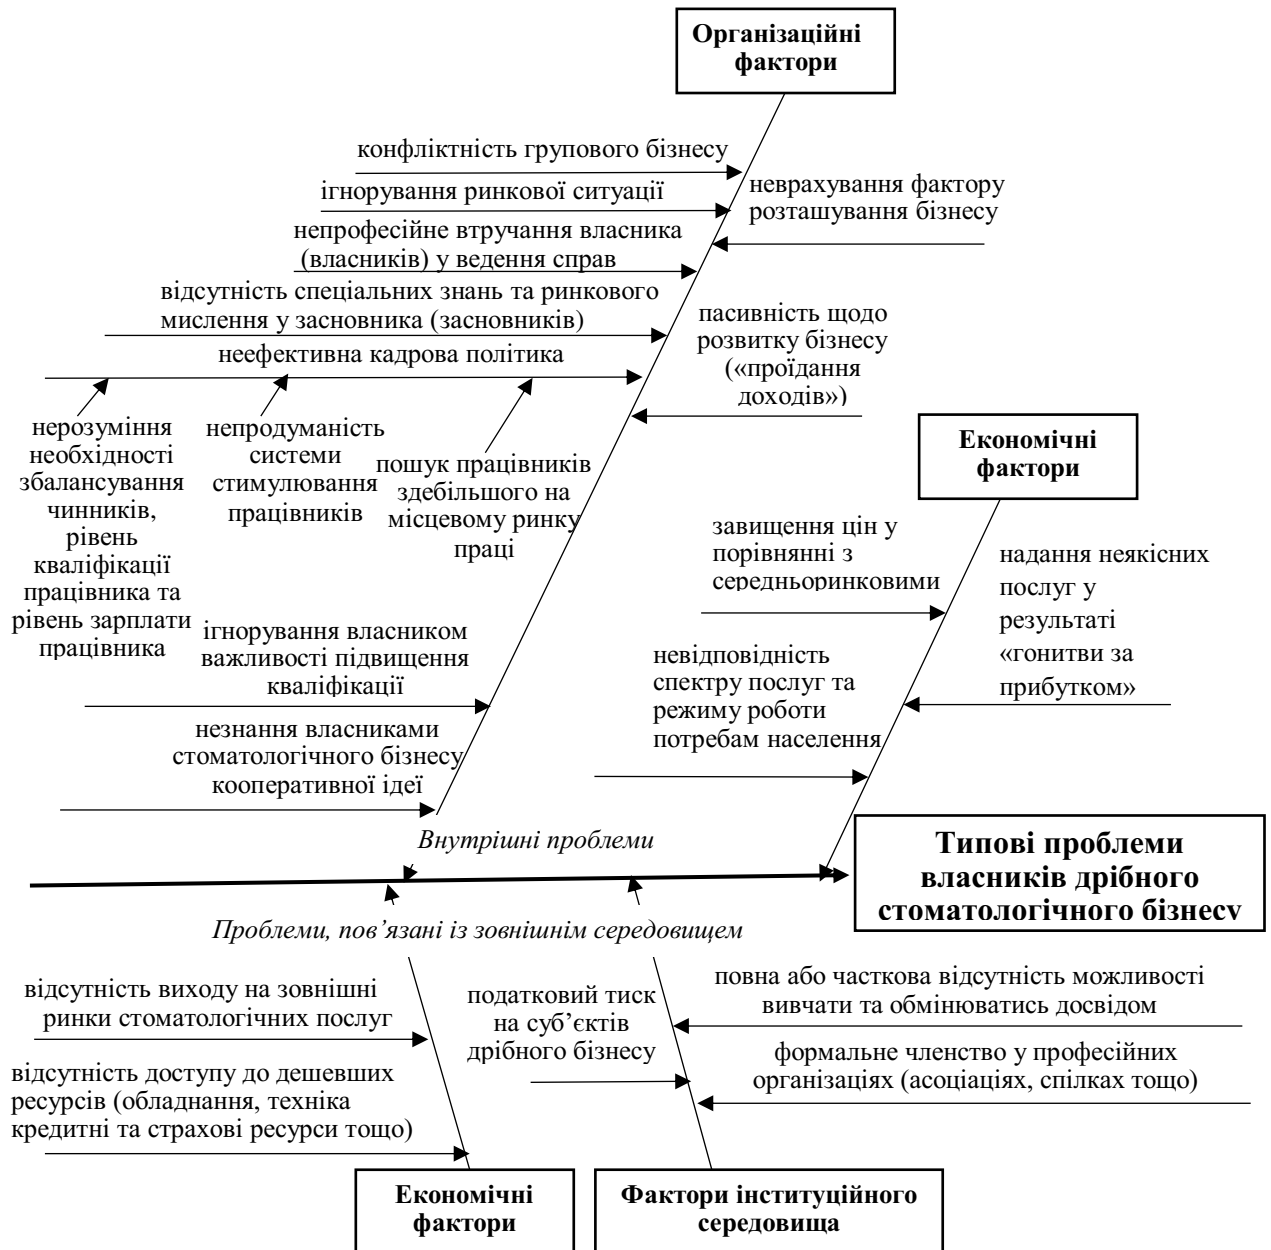 Організаційні
фактори
конфліктність групового бізнесу
ігнорування ринкової ситуації
неврахування фактору
розташування бізнесу
непрофесійне втручання власника
(власників) у ведення справ
відсутність спеціальних знань та ринкового
мислення у засновника (засновників)
пасивність щодо
розвитку бізнесу
(«проїдання
доходів»)
неефективна кадрова політика
нерозуміння
необхідності
збалансування
чинників,
рівень
кваліфікації
працівника та
рівень зарплати
працівника
непродуманість
системи
стимулювання
працівників
пошук працівників
здебільшого на
місцевому ринку
праці
Економічні
фактори
завищення цін у
порівнянні з
середньоринковими
надання неякісних
послуг у
результаті
«гонитви за
прибутком»
ігнорування власником
важливості підвищення
кваліфікації
невідповідність
спектру послуг та
режиму роботи
потребам населення
незнання власниками
стоматологічного бізнесу
кооперативної ідеї
Внутрішні проблеми
Типові проблеми
власників дрібного
стоматологічного бізнесу
Проблеми, пов’язані із зовнішнім середовищем
відсутність виходу на зовнішні
ринки стоматологічних послуг
податковий тиск
на суб’єктів
дрібного бізнесу
повна або часткова відсутність можливості
вивчати та обмінюватись досвідом
формальне членство у професійних
організаціях (асоціаціях, спілках тощо)
відсутність доступу до дешевших
ресурсів (обладнання, техніка
кредитні та страхові ресурси тощо)
Економічні
фактори
Фактори інституційного
середовища